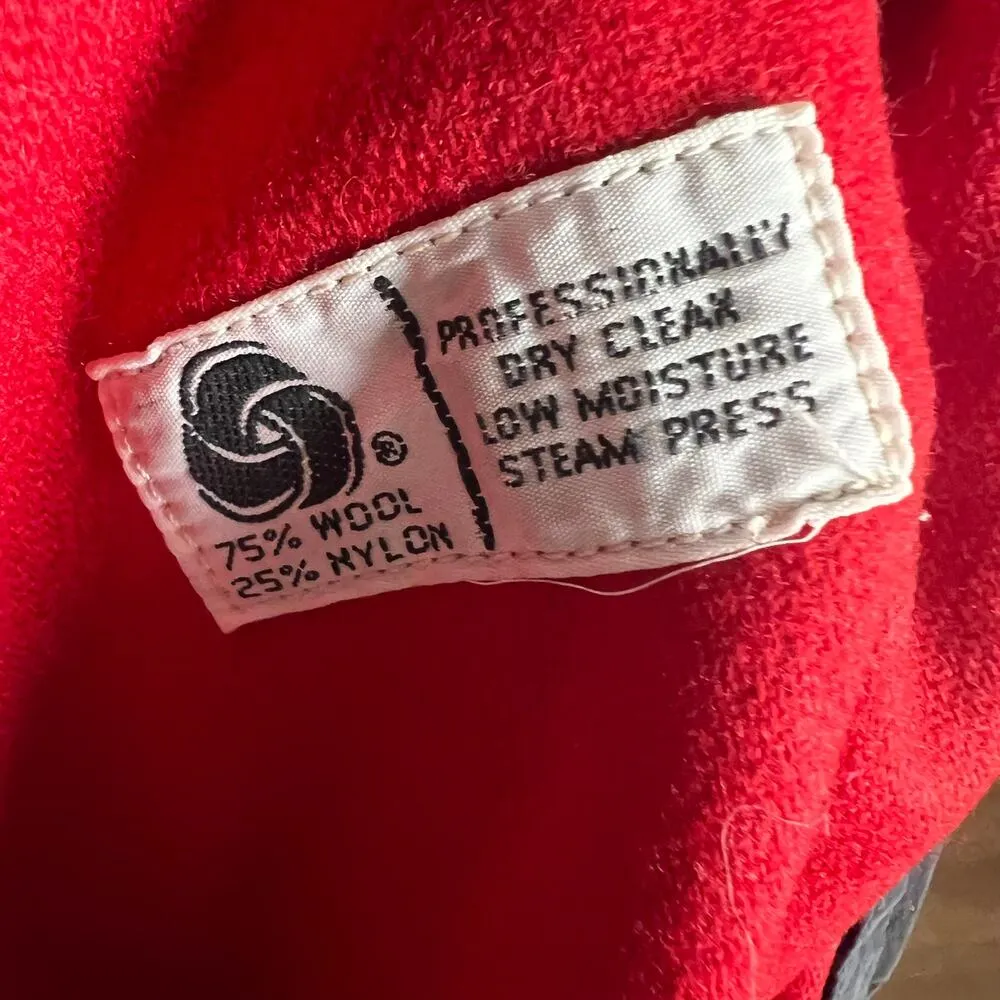 ®
75% WOOL
25% NYLON
PROFESSIONALLY
DRY CLEAN
LOW MOISTURE
STEAM PRESS